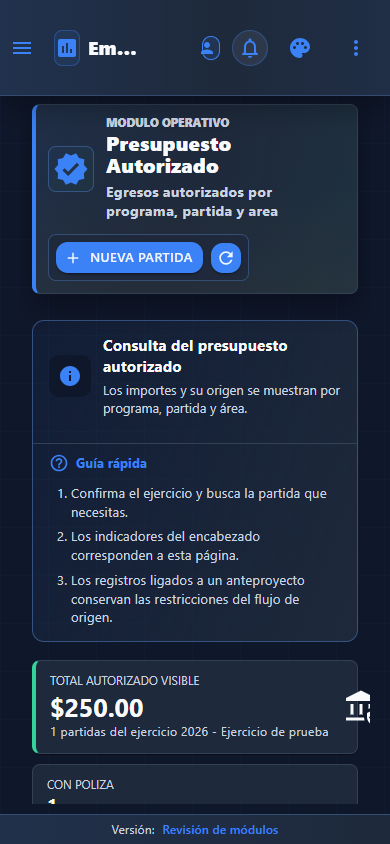 Em...
MODULO OPERATIVO
Presupuesto
Autorizado
Egresos autorizados por
programa, partida y area
NUEVA PARTIDA
Consulta del presupuesto
autorizado
Los importes y su origen se muestran por
programa, partida y área.
Guía rápida
1. Confirma el ejercicio y busca la partida que
necesitas.
2. Los indicadores del encabezado
corresponden a esta página.
3. Los registros ligados a un anteproyecto
conservan las restricciones del flujo de
origen.
TOTAL AUTORIZADO VISIBLE
$250.00
1 partidas del ejercicio 2026 - Ejercicio de prueba
CON POLIZA
Versión: Revisión de módulos